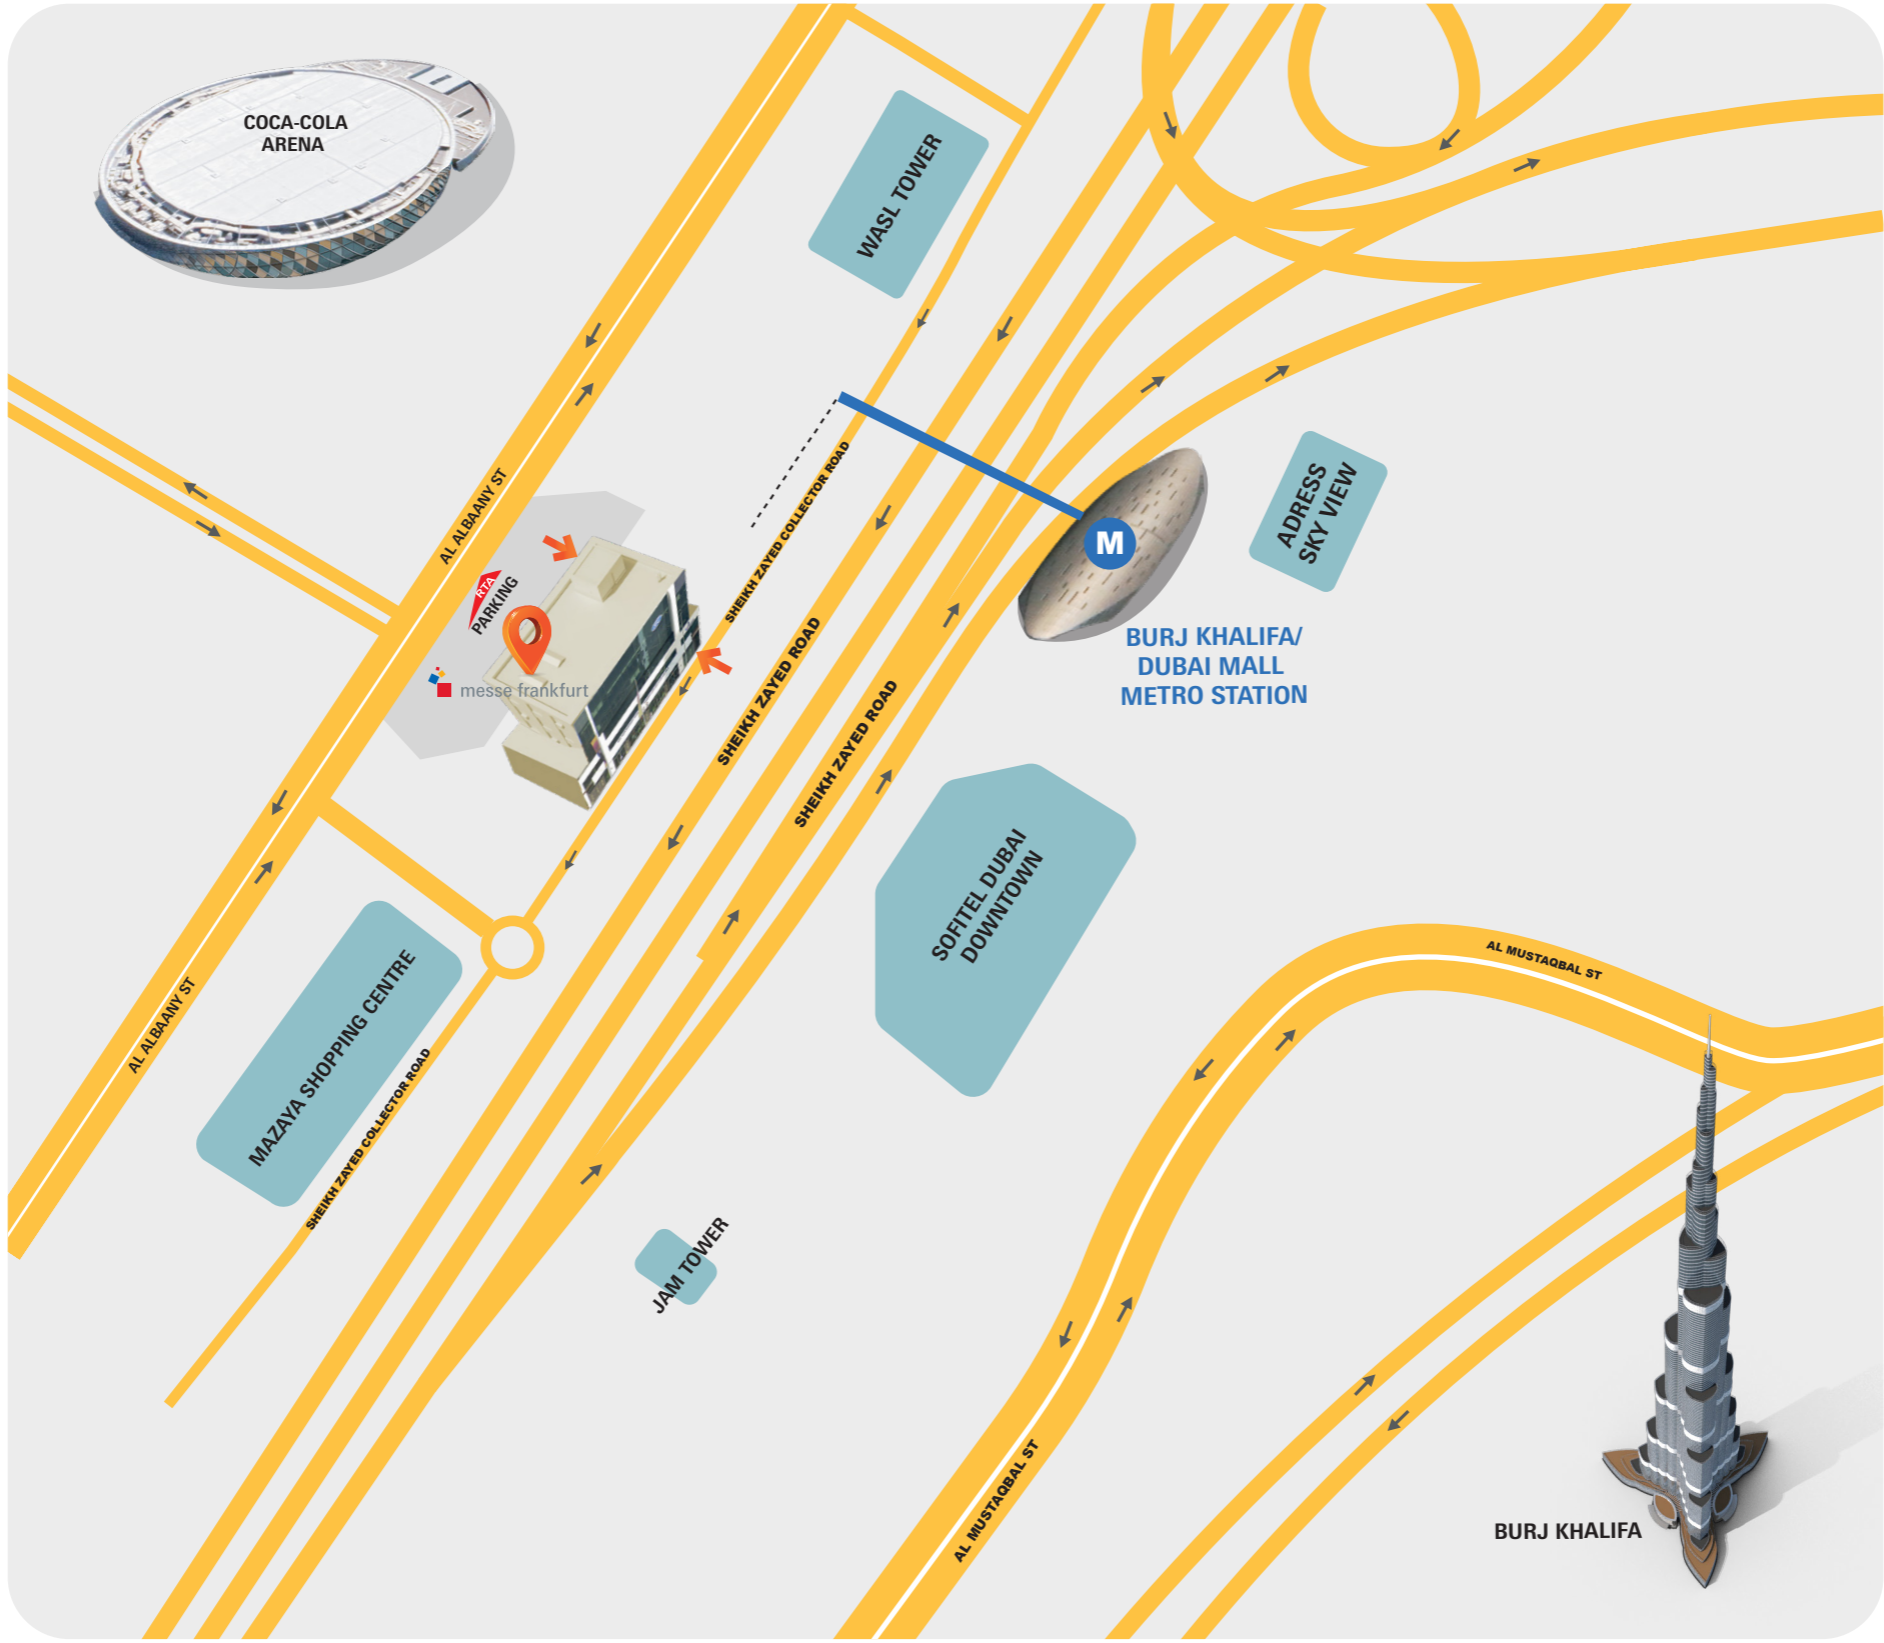 COCA-COLA
ARENA
WASL TOWER
AL ALBAANY ST
SHEIKH ZAYED COLLECTOR ROAD
ADRESS
SKY VIEW
M
RTA
PARKING
messe frankfurt
BURJ KHALIFA/
DUBAI MALL
METRO STATION
SHEIKH ZAYED ROAD
SHEIKH ZAYED ROAD
SOFITEL DUBAI
DOWNTOWN
AL ALBAANY ST
MAZAYA SHOPPING CENTRE
SHEIKH ZAYED COLLECTOR ROAD
AL MUSTAQBAL ST
JAM TOWER
AL MUSTAQBAL ST
BURJ KHALIFA